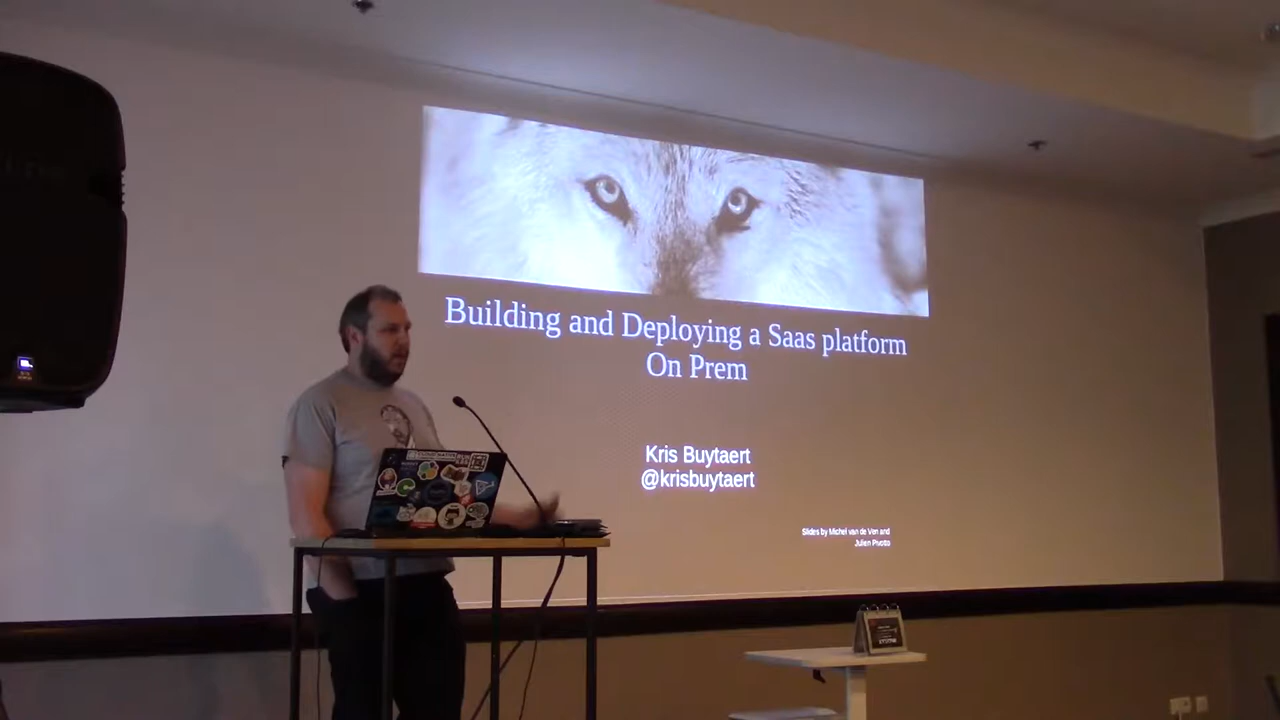 Building and Deploying a Saas platform
On Prem
Kris Buytaert
@krisbuytaert
Slides by Michel van de Ven and
Julien Pivotto